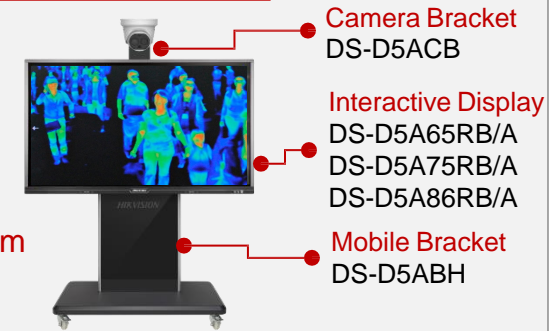 Camera Bracket
DS-D5ACB
Interactive Display
DS-D5A65RB/A
DS-D5A75RB/A
DS-D5A86RB/A
HIKVISION
m
Mobile Bracket
DS-D5ABH